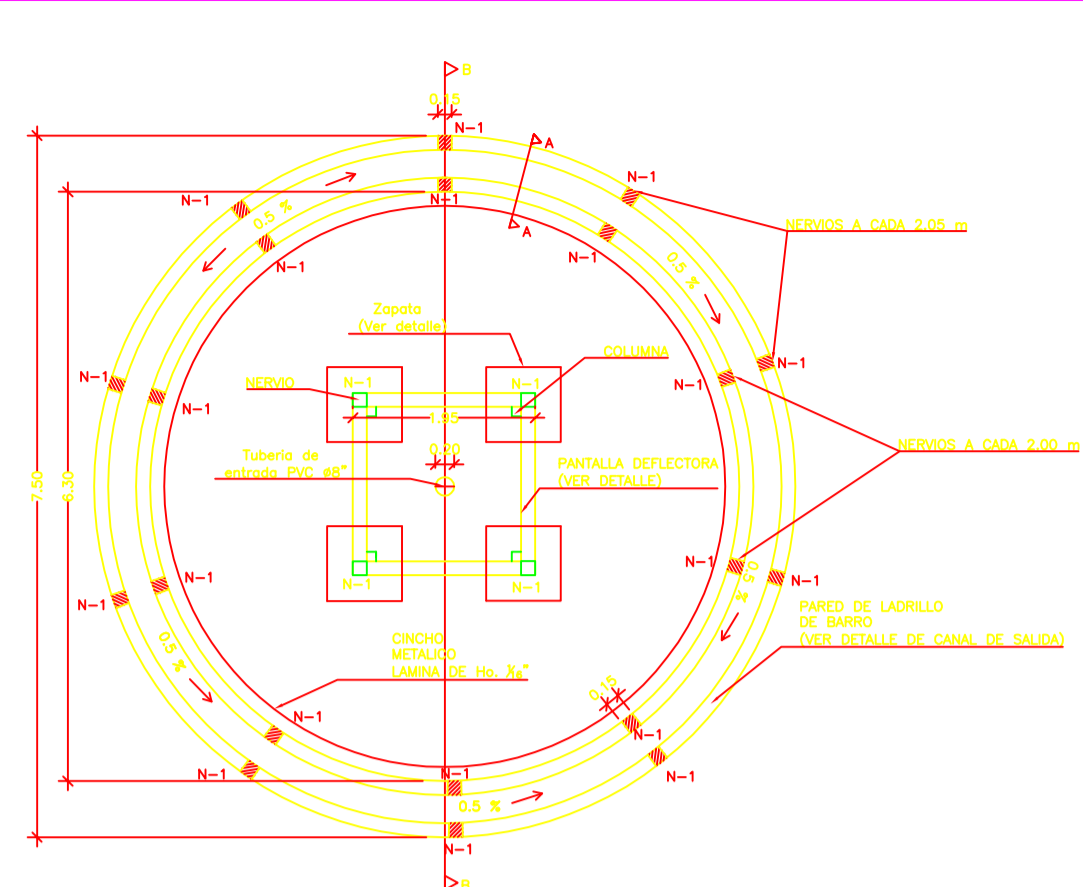 B
0.15
N-1
A
N-1
N-1
N-1
0.5 %
A
NERVIOS A CADA 2.05 m
N-1
N-1
0.5 %
Zapata
(Ver detalle)
COLUMNA
N-1
N-1
NERVIO
N-1
N-1
N-1
N-1
1.95
NERVIOS A CADA 2.00 m
0.20
Tuberia de
entrada PVC ø8"
PANTALLA DEFLECTORA
(VER DETALLE)
7.50
6.30
N-1
N-1
N-1
N-1
0.5 %
N-1
N-1
PARED DE LADRILLO
DE BARRO
(VER DETALLE DE CANAL DE SALIDA)
0.5 %
CINCHO
METALICO
LAMINA DE Ho.
0.15
N-1
N-1
N-1
N-1
N-1
0.5 %
N-1
B